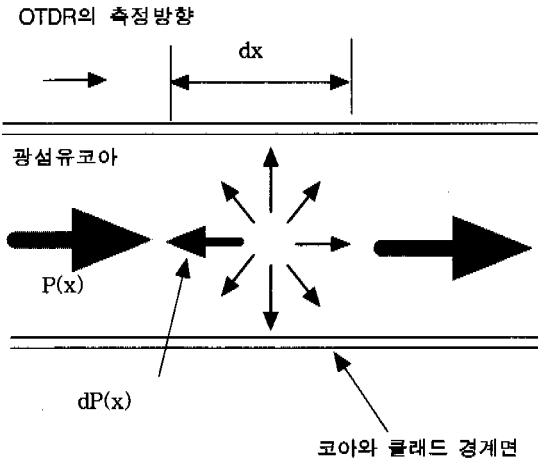 OTDR의 측정방향
dx
광섬유코아
P(x)
dP(x)
코아와 클래드 경계면